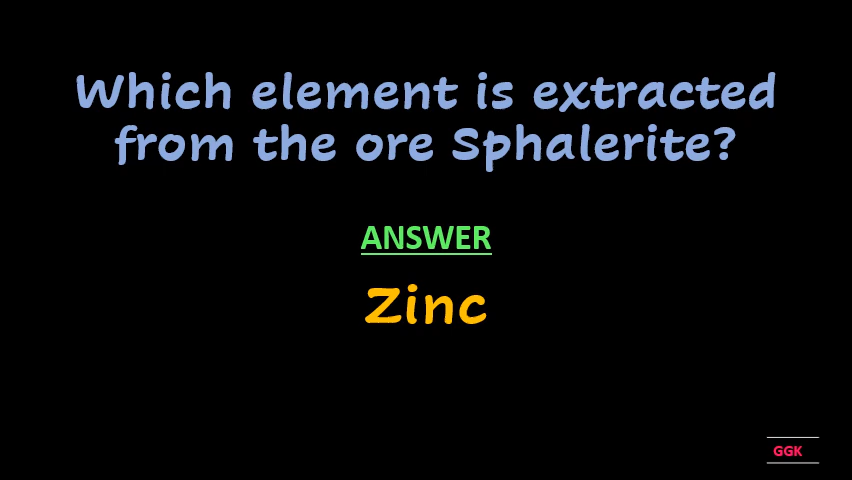 Which element is extracted
from the ore Sphalerite?
ANSWER
Zinc
GGK